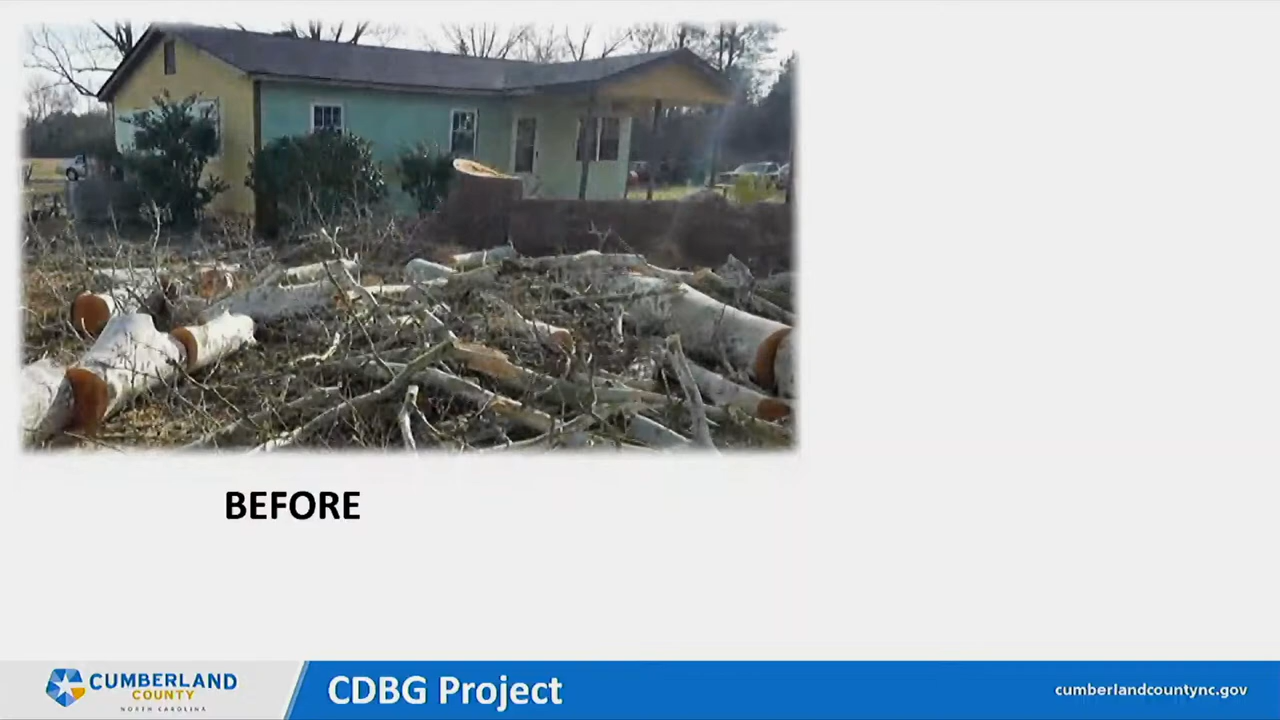 BEFORE
CUMBERLAND
COUNTY
NORTH CAROLINA
CDBG Project
cumberlandcountync.gov